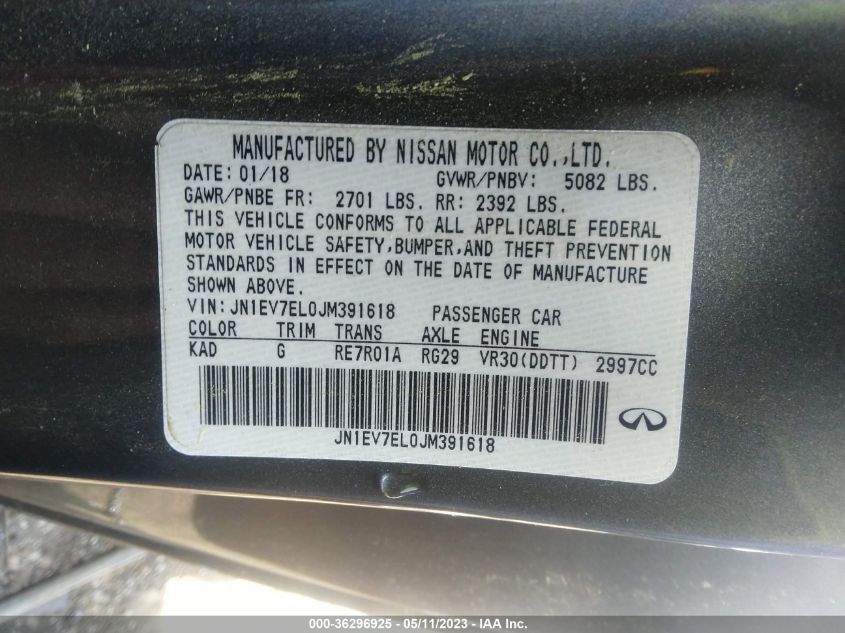 MANUFACTURED BY NISSAN MOTOR CO.,LTD.
DATE: 01/18 GVWR/PNBV: 5082 LBS.
GAWR/PNBE FR: 2701 LBS. RR: 2392 LBS.
THIS VEHICLE CONFORMS TO ALL APPLICABLE FEDERAL
MOTOR VEHICLE SAFETY,BUMPER,AND THEFT PREVENTION
STANDARDS IN EFFECT ON THE DATE OF MANUFACTURE
SHOWN ABOVE.
VIN:JN1EV7EL0JM391618 PASSENGER CAR
COLOR TRIM TRANS AXLE ENGINE
KAD G RE7R01A RG29 VR30(DDTT) 2997CC
JN1EV7EL0JM391618
000-36296925 - 05/11/2023 - IAAI.com